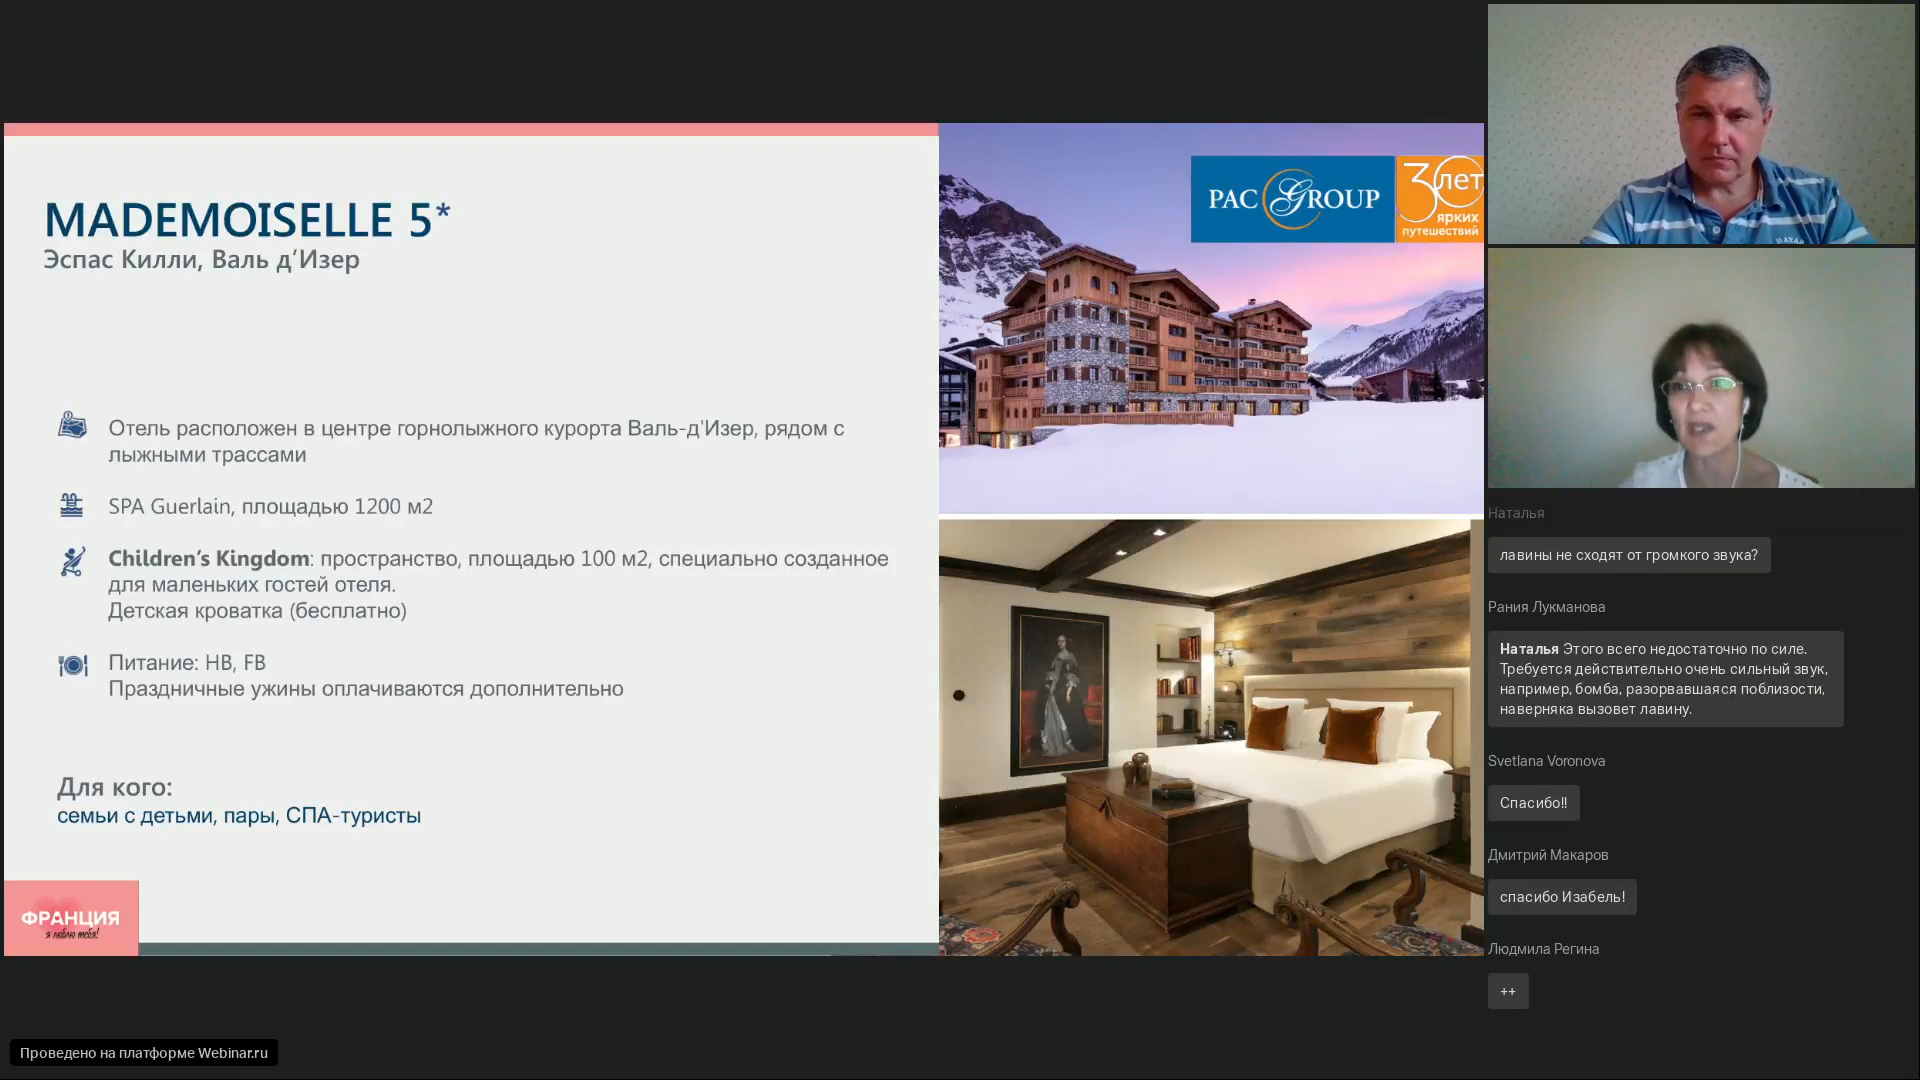 MADEMOISELLE 5*
Эспас Килли, Валь д’Изер
Отель расположен в центре горнолыжного курорта Валь-д'Изер, рядом с
лыжными трассами
SPA Guerlain, площадью 1200 м2
Children’s Kingdom: пространство, площадью 100 м2, специально созданное
для маленьких гостей отеля.
Детская кроватка (бесплатно)
Питание: HB, FB
Праздничные ужины оплачиваются дополнительно
Для кого:
семьи с детьми, пары, СПА-туристы
ФРАНЦИЯ
я люблю тебя!
PAC GROUP
30 лет
ярких
путешествий
Наталья
лавины не сходят от громкого звука?
Рания Лукманова
Наталья Этого всего недостаточно по силе.
Требуется действительно очень сильный звук,
например, бомба, разорвавшаяся поблизости,
наверняка вызовет лавину.
Svetlana Voronova
Спасибо!!
Дмитрий Макаров
спасибо Изабель!
Людмила Регина
++
Проведено на платформе Webinar.ru